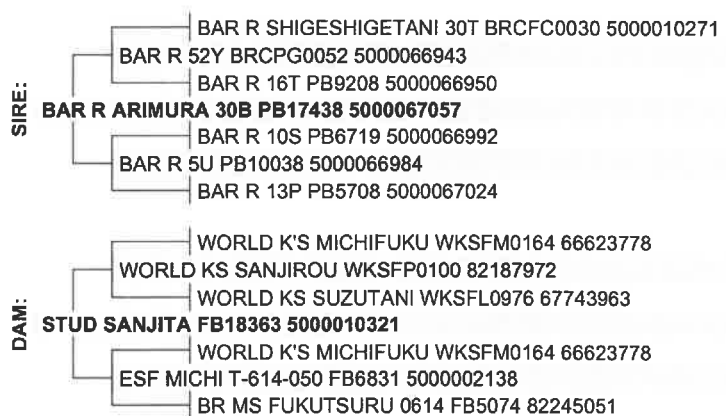 BAR R SHIGESHIGETANI 30T BRCFC0030 5000010271
BAR R 52Y BRCPG0052 5000066943
BAR R 16T PB9208 5000066950
SIRE:
BAR R ARIMURA 30B PB17438 5000067057
BAR R 10S PB6719 5000066992
BAR R 5U PB10038 5000066984
BAR R 13P PB5708 5000067024
WORLD K'S MICHIFUKU WKSFM0164 66623778
WORLD KS SANJIROU WKSFP0100 82187972
WORLD KS SUZUTANI WKSFL0976 67743963
DAM:
STUD SANJITA FB18363 5000010321
WORLD K'S MICHIFUKU WKSFM0164 66623778
ESF MICHI T-614-050 FB6831 5000002138
BR MS FUKUTSURU 0614 FB5074 82245051